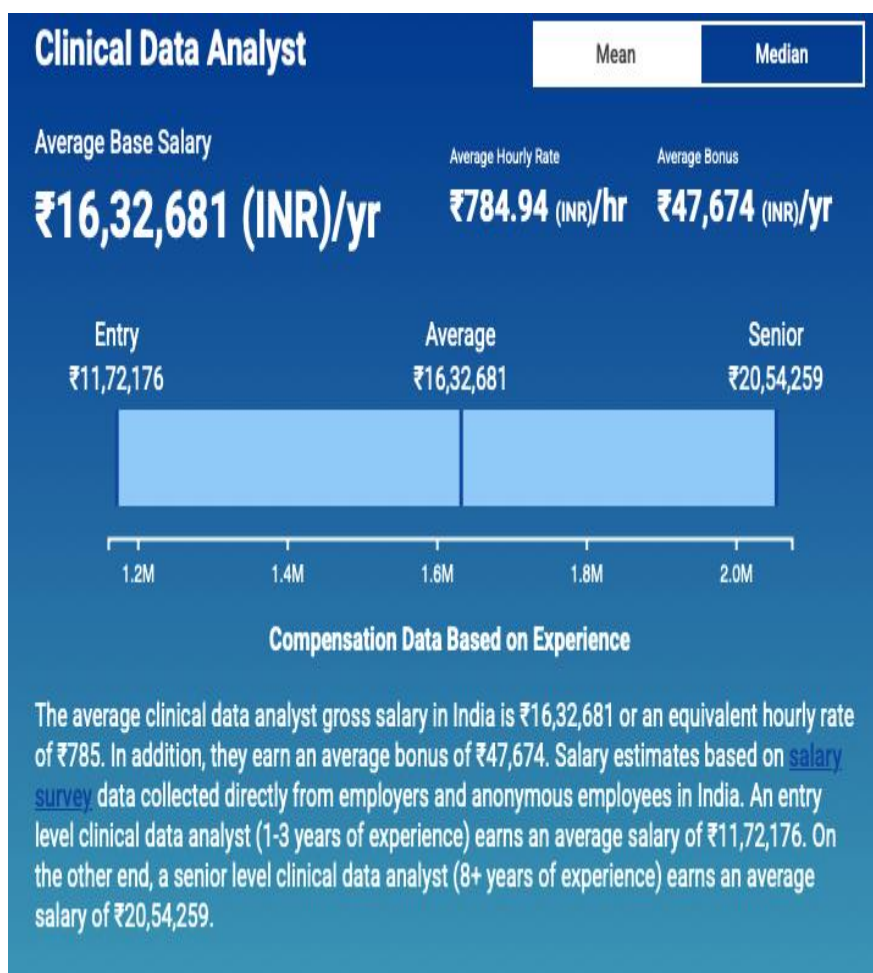 Clinical Data Analyst
Mean
Median
Average Base Salary
Average Hourly Rate
Average Bonus
₹16,32,681 (INR)/yr
₹784.94 (INR)/hr
₹47,674 (INR)/yr
Entry
Average
Senior
₹11,72,176
₹16,32,681
₹20,54,259
1.2M
1.4M
1.6M
1.8M
2.0M
Compensation Data Based on Experience
The average clinical data analyst gross salary in India is ₹16,32,681 or an equivalent hourly rate
of ₹785. In addition, they earn an average bonus of ₹47,674. Salary estimates based on salary
survey data collected directly from employers and anonymous employees in India. An entry
level clinical data analyst (1-3 years of experience) earns an average salary of ₹11,72,176. On
the other end, a senior level clinical data analyst (8+ years of experience) earns an average
salary of ₹20,54,259.